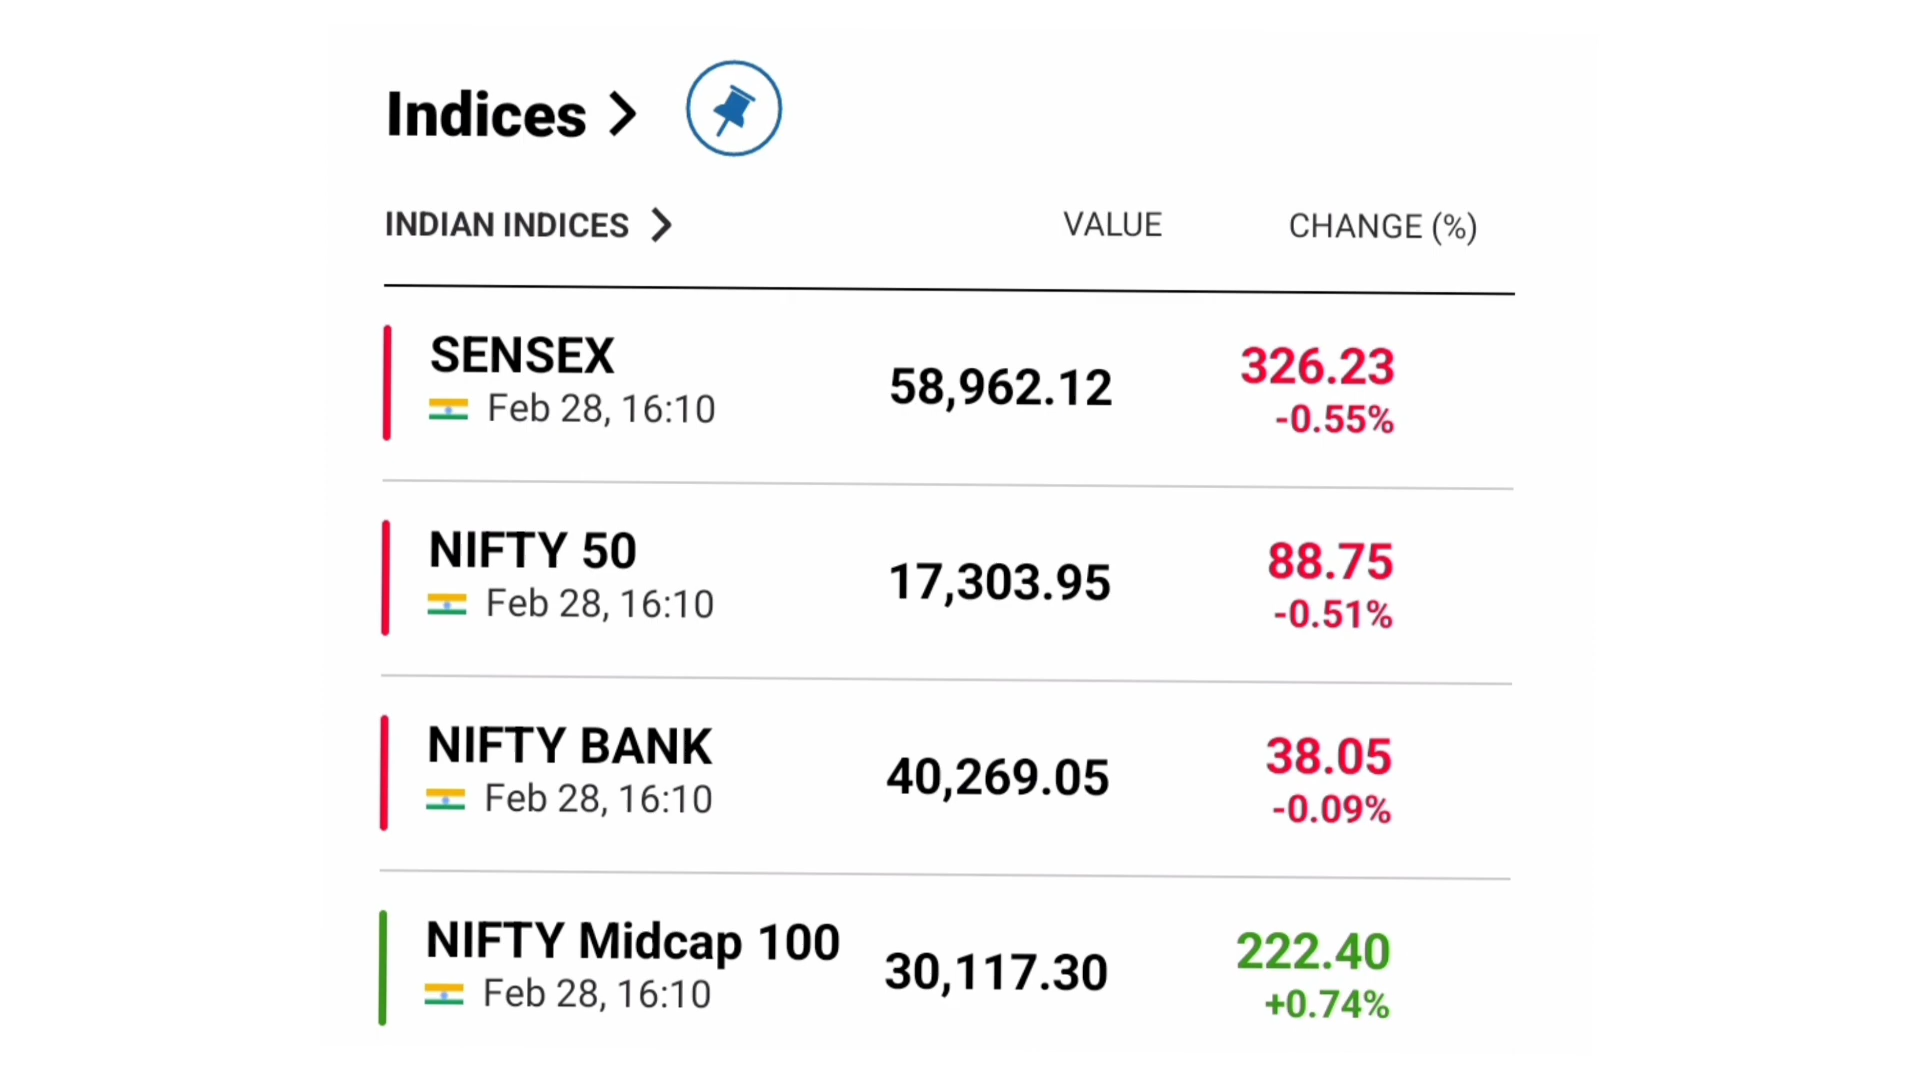 Indices
INDIAN INDICES VALUE CHANGE (%)
SENSEX
Feb 28, 16:10
58,962.12
326.23
-0.55%
NIFTY 50
Feb 28, 16:10
17,303.95
88.75
-0.51%
NIFTY BANK
Feb 28, 16:10
40,269.05
38.05
-0.09%
NIFTY Midcap 100
Feb 28, 16:10
30,117.30
222.40
+0.74%